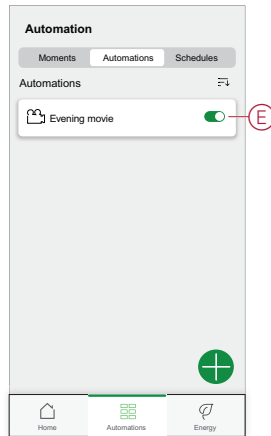 Automation
Moments Automations Schedules
Automations
Evening movie
E
Home Automations Energy